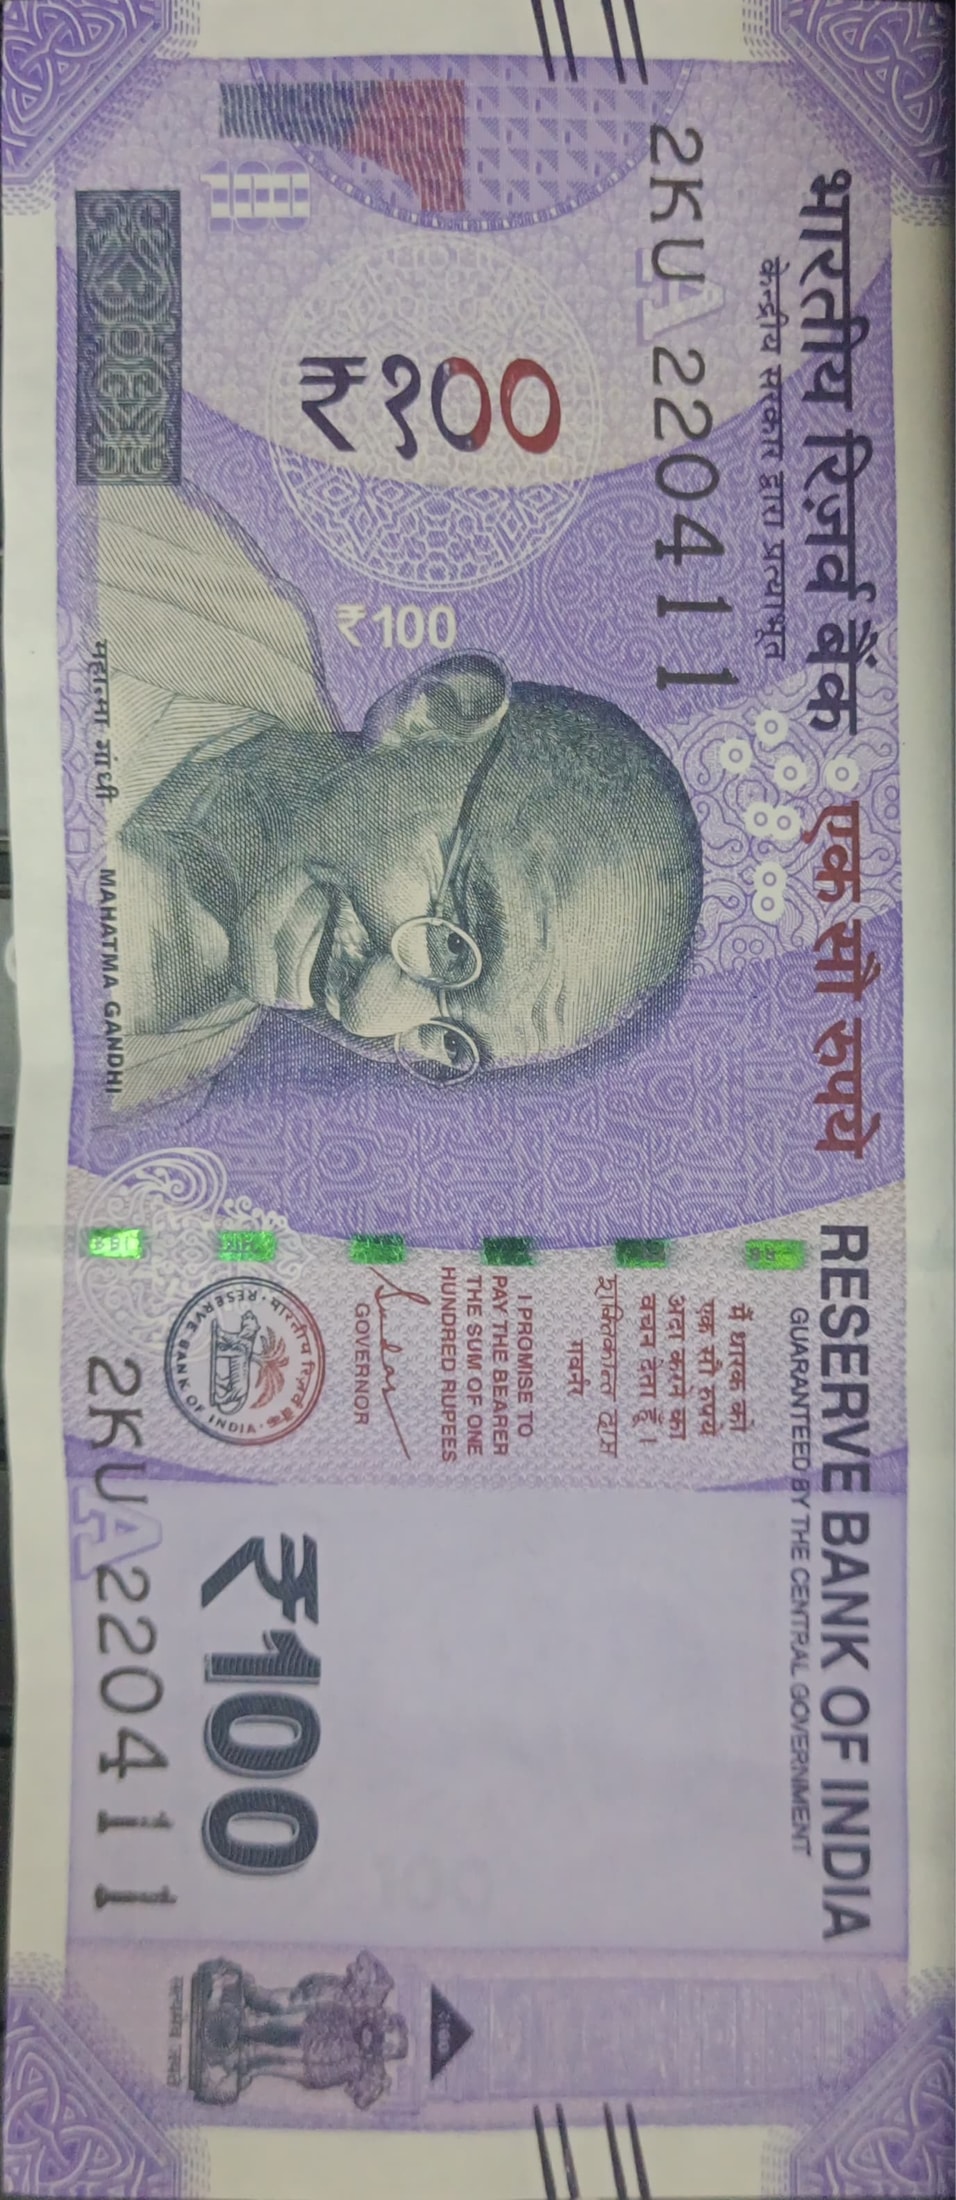 भारतीय रिज़र्व बैंक
केन्द्रीय सरकार द्वारा प्रत्याभूत
एक सौ रुपये
RESERVE BANK OF INDIA
GUARANTEED BY THE CENTRAL GOVERNMENT
2KU A 220411
₹१००
₹100
मैं धारक को
एक सौ रुपये
अदा करने का
वचन देता हूँ।
शक्तिकान्त दास
गवर्नर
I PROMISE TO
PAY THE BEARER
THE SUM OF ONE
HUNDRED RUPEES
GOVERNOR
भारतीय रिज़र्व बैंक
RESERVE BANK OF INDIA
₹100
सत्यमेव जयते
2KU A 220411
महात्मा गांधी
MAHATMA GANDHI